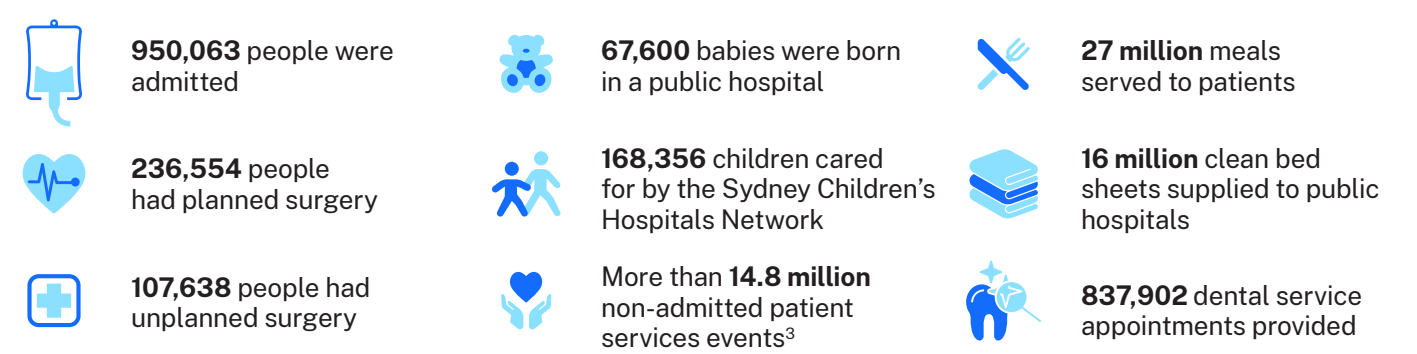 950,063 people were
admitted
67,600 babies were born
in a public hospital
27 million meals
served to patients
236,554 people
had planned surgery
168,356 children cared
for by the Sydney Children’s
Hospitals Network
16 million clean bed
sheets supplied to public
hospitals
107,638 people had
unplanned surgery
More than 14.8 million
non-admitted patient
services events³
837,902 dental service
appointments provided